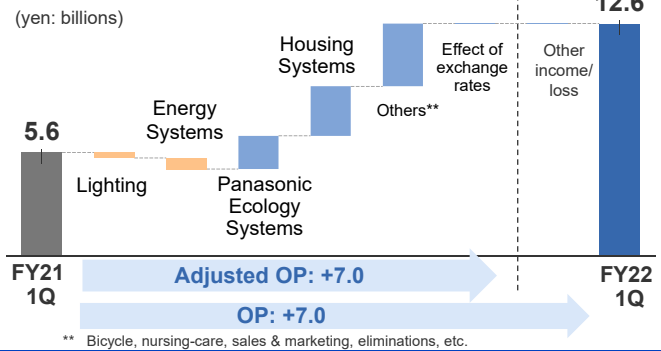 (yen: billions)
12.6
Housing
Systems
Effect of
exchange
rates
Other
income/
loss
Energy
Systems
Others**
5.6
Lighting
Panasonic
Ecology
Systems
FY21
1Q
Adjusted OP: +7.0
FY22
1Q
OP: +7.0
** Bicycle, nursing-care, sales & marketing, eliminations, etc.